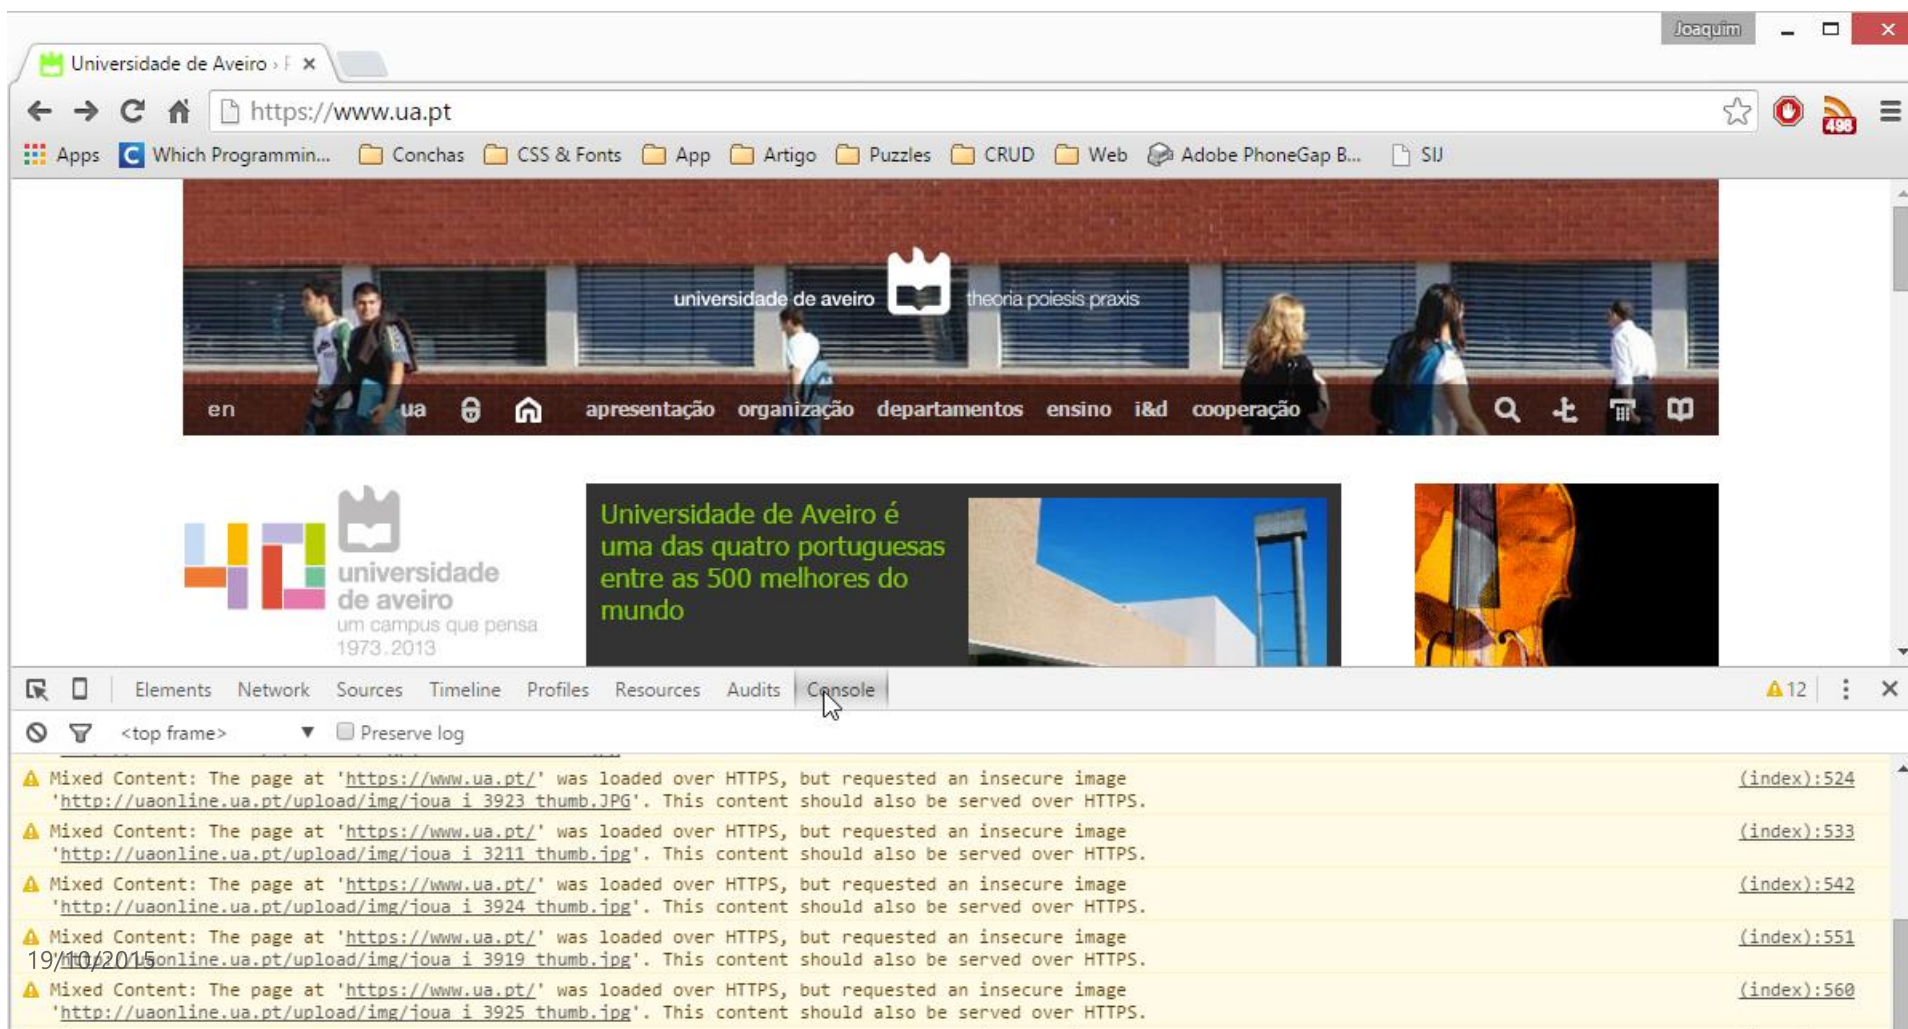 Joaquim
Universidade de Aveiro ›
https://www.ua.pt
498
Apps Which Programmin... Conchas CSS & Fonts App Artigo Puzzles CRUD Web Adobe PhoneGap B... SIJ
universidade de aveiro theoria poiesis praxis
en ua apresentação organização departamentos ensino i&d cooperação
universidade
de aveiro
um campus que pensa
1973.2013
Universidade de Aveiro é
uma das quatro portuguesas
entre as 500 melhores do
mundo
Elements Network Sources Timeline Profiles Resources Audits Console 12
<top frame> Preserve log
Mixed Content: The page at 'https://www.ua.pt/' was loaded over HTTPS, but requested an insecure image (index):524
'http://uaonline.ua.pt/upload/img/joua_i_3923_thumb.JPG'. This content should also be served over HTTPS.
Mixed Content: The page at 'https://www.ua.pt/' was loaded over HTTPS, but requested an insecure image (index):533
'http://uaonline.ua.pt/upload/img/joua_i_3211_thumb.jpg'. This content should also be served over HTTPS.
Mixed Content: The page at 'https://www.ua.pt/' was loaded over HTTPS, but requested an insecure image (index):542
'http://uaonline.ua.pt/upload/img/joua_i_3924_thumb.jpg'. This content should also be served over HTTPS.
Mixed Content: The page at 'https://www.ua.pt/' was loaded over HTTPS, but requested an insecure image (index):551
'http://uaonline.ua.pt/upload/img/joua_i_3919_thumb.jpg'. This content should also be served over HTTPS.
19/10/2015
Mixed Content: The page at 'https://www.ua.pt/' was loaded over HTTPS, but requested an insecure image (index):560
'http://uaonline.ua.pt/upload/img/joua_i_3925_thumb.jpg'. This content should also be served over HTTPS.